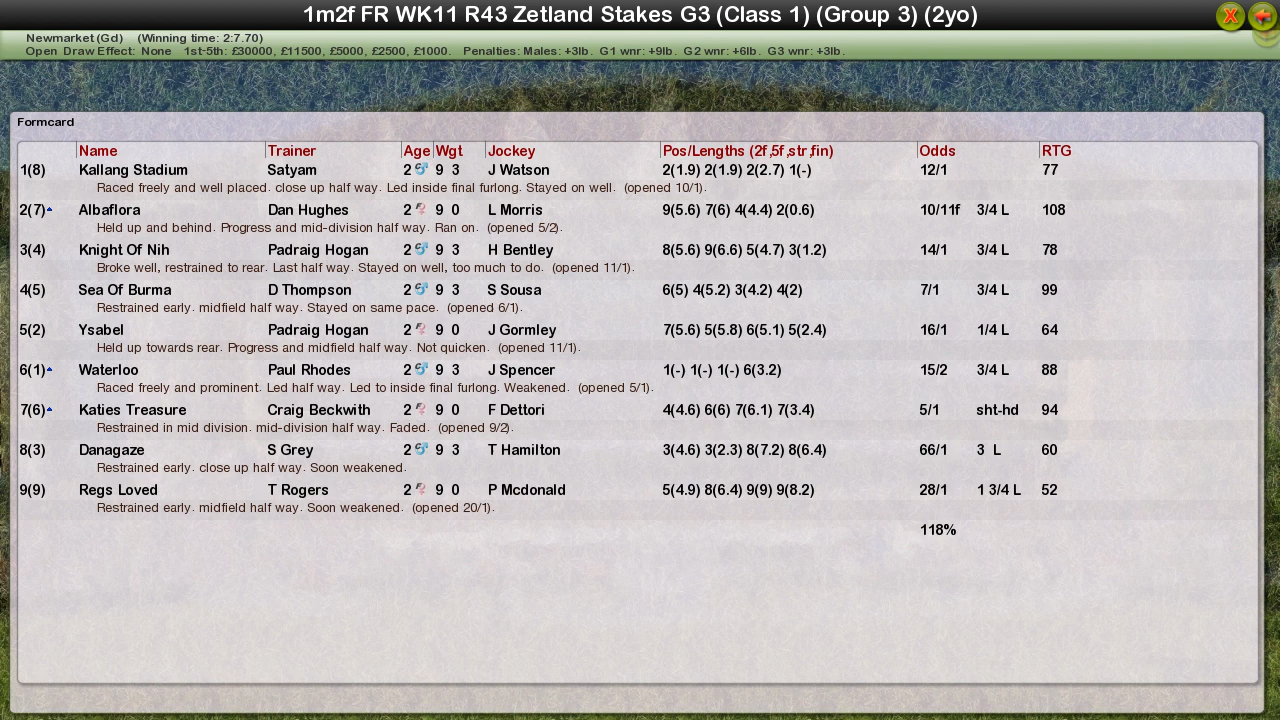 1m2f FR WK11 R43 Zetland Stakes G3 (Class 1) (Group 3) (2yo)
X
Newmarket (Gd) (Winning time: 2:7.70)
Open Draw Effect: None 1st-5th: £30000, £11500, £5000, £2500, £1000. Penalties: Males: +3lb. G1 wnr: +9lb. G2 wnr: +6lb. G3 wnr: +3lb.
Formcard
Name Trainer Age Wgt Jockey Pos/Lengths (2f,5f,str,fin) Odds RTG
1(8) Kallang Stadium Satyam 2 9 3 J Watson 2(1.9) 2(1.9) 2(2.7) 1(-) 12/1 77
Raced freely and well placed. close up half way. Led inside final furlong. Stayed on well. (opened 10/1).
2(7) Albaflora Dan Hughes 2 9 0 L Morris 9(5.6) 7(6) 4(4.4) 2(0.6) 10/11f 3/4 L 108
Held up and behind. Progress and mid-division half way. Ran on. (opened 5/2).
3(4) Knight Of Nih Padraig Hogan 2 9 3 H Bentley 8(5.6) 9(6.6) 5(4.7) 3(1.2) 14/1 3/4 L 78
Broke well, restrained to rear. Last half way. Stayed on well, too much to do. (opened 11/1).
4(5) Sea Of Burma D Thompson 2 9 3 S Sousa 6(5) 4(5.2) 3(4.2) 4(2) 7/1 3/4 L 99
Restrained early. midfield half way. Stayed on same pace. (opened 6/1).
5(2) Ysabel Padraig Hogan 2 9 0 J Gormley 7(5.6) 5(5.8) 6(5.1) 5(2.4) 16/1 1/4 L 64
Held up towards rear. Progress and midfield half way. Not quicken. (opened 11/1).
6(1) Waterloo Paul Rhodes 2 9 3 J Spencer 1(-) 1(-) 1(-) 6(3.2) 15/2 3/4 L 88
Raced freely and prominent. Led half way. Led to inside final furlong. Weakened. (opened 5/1).
7(6) Katies Treasure Craig Beckwith 2 9 0 F Dettori 4(4.6) 6(6) 7(6.1) 7(3.4) 5/1 sht-hd 94
Restrained in mid division. mid-division half way. Faded. (opened 9/2).
8(3) Danagaze S Grey 2 9 3 T Hamilton 3(4.6) 3(2.3) 8(7.2) 8(6.4) 66/1 3 L 60
Restrained early. close up half way. Soon weakened.
9(9) Regs Loved T Rogers 2 9 0 P Mcdonald 5(4.9) 8(6.4) 9(9) 9(8.2) 28/1 1 3/4 L 52
Restrained early. midfield half way. Soon weakened. (opened 20/1).
118%